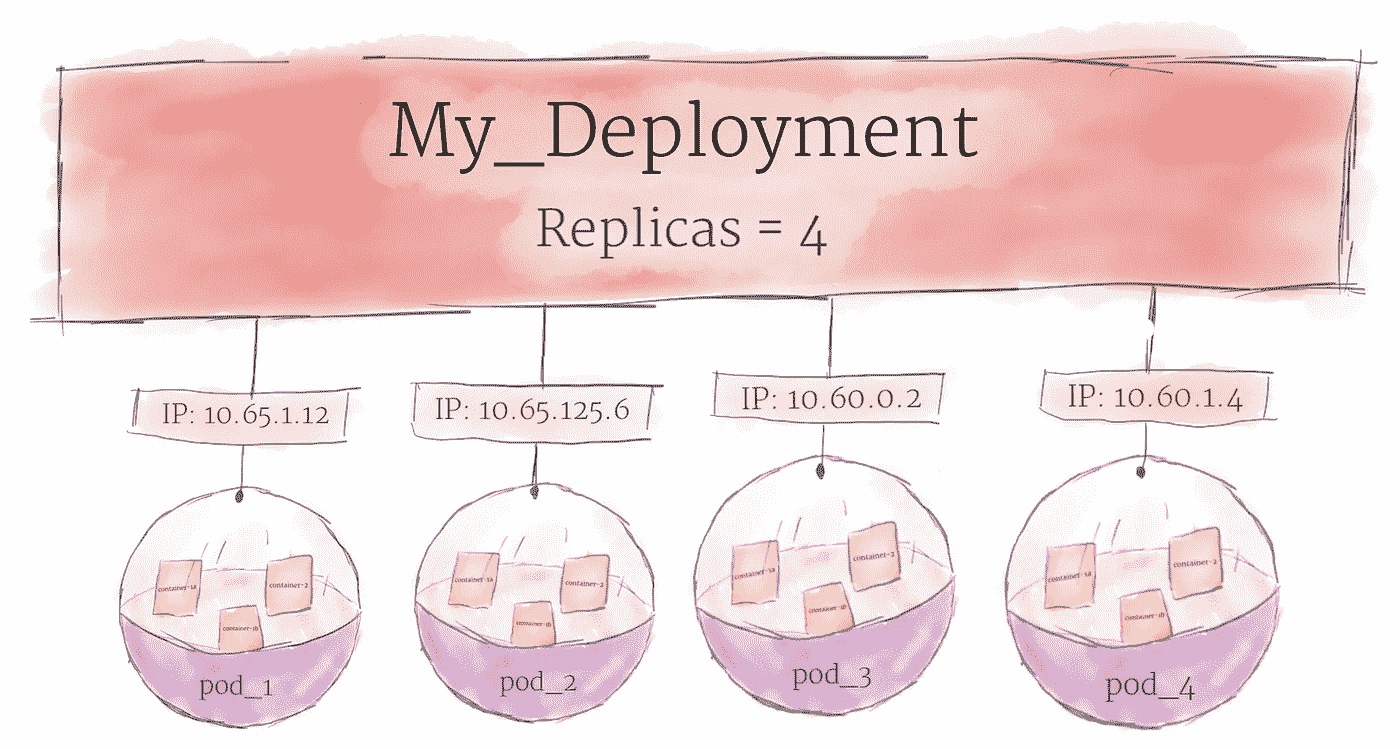 My_Deployment
Replicas = 4
IP: 10.65.1.12
IP: 10.65.125.6
IP: 10.60.0.2
IP: 10.60.1.4
container-1a
container-2
container-1b
pod_1
container-1a
container-2
container-1b
pod_2
container-1a
container-2
container-1b
pod_3
container-1a
container-2
container-1b
pod_4